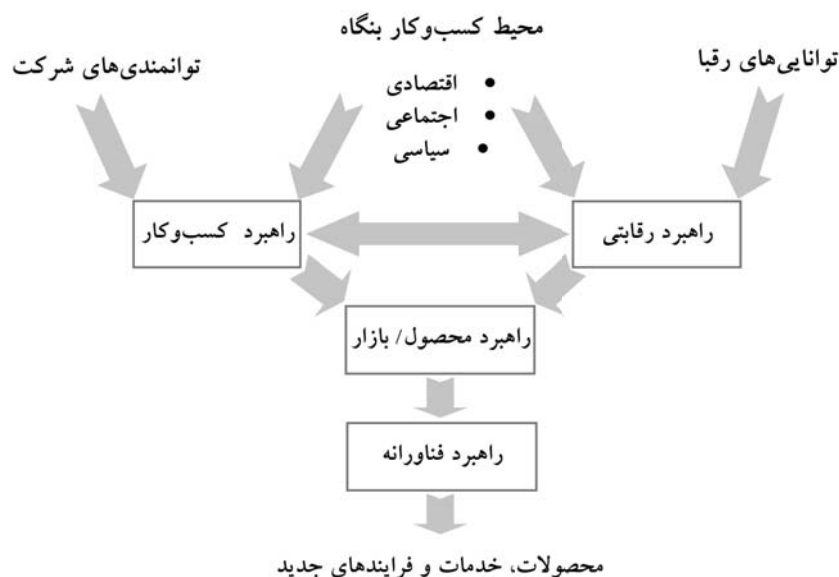 محیط کسب‌وکار بنگاه
توانایی‌های رقبا
توانمندی‌های شرکت
• اقتصادی
• اجتماعی
• سیاسی
راهبرد رقابتی
راهبرد کسب‌وکار
راهبرد محصول/ بازار
راهبرد فناورانه
محصولات، خدمات و فرایندهای جدید